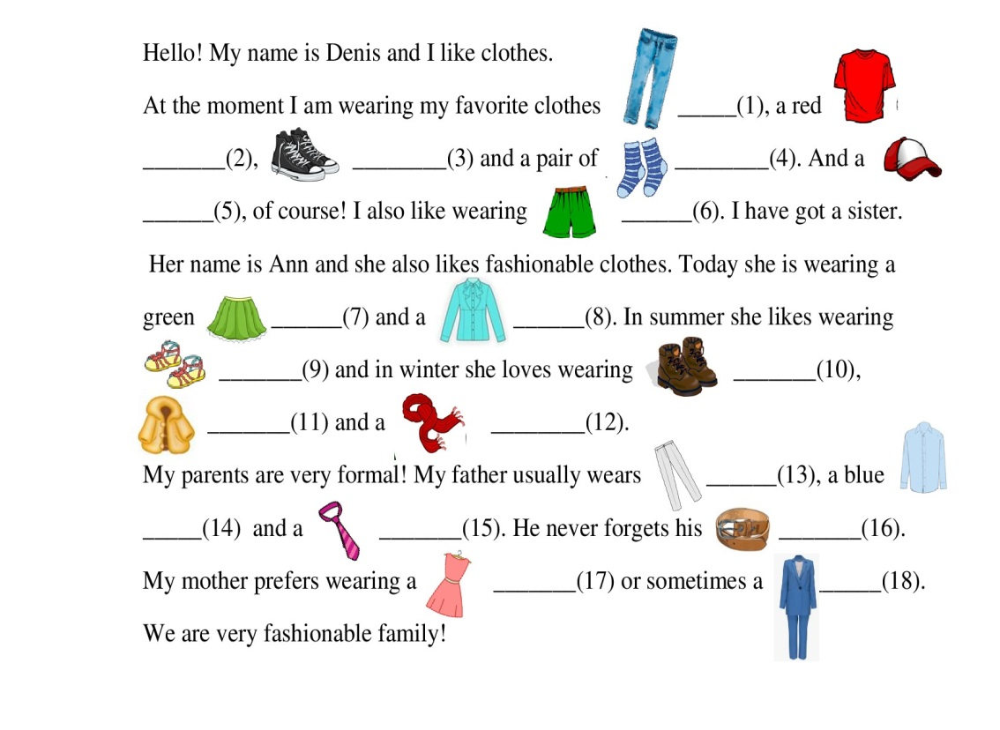 Hello! My name is Denis and I like clothes.
At the moment I am wearing my favorite clothes _____(1), a red
_______(2), ________(3) and a pair of ________(4). And a
______(5), of course! I also like wearing ______(6). I have got a sister.
Her name is Ann and she also likes fashionable clothes. Today she is wearing a
green ______(7) and a ______(8). In summer she likes wearing
_______(9) and in winter she loves wearing _______(10),
_______(11) and a ________(12).
My parents are very formal! My father usually wears ______(13), a blue
_____(14) and a _______(15). He never forgets his _______(16).
My mother prefers wearing a _______(17) or sometimes a _____(18).
We are very fashionable family!